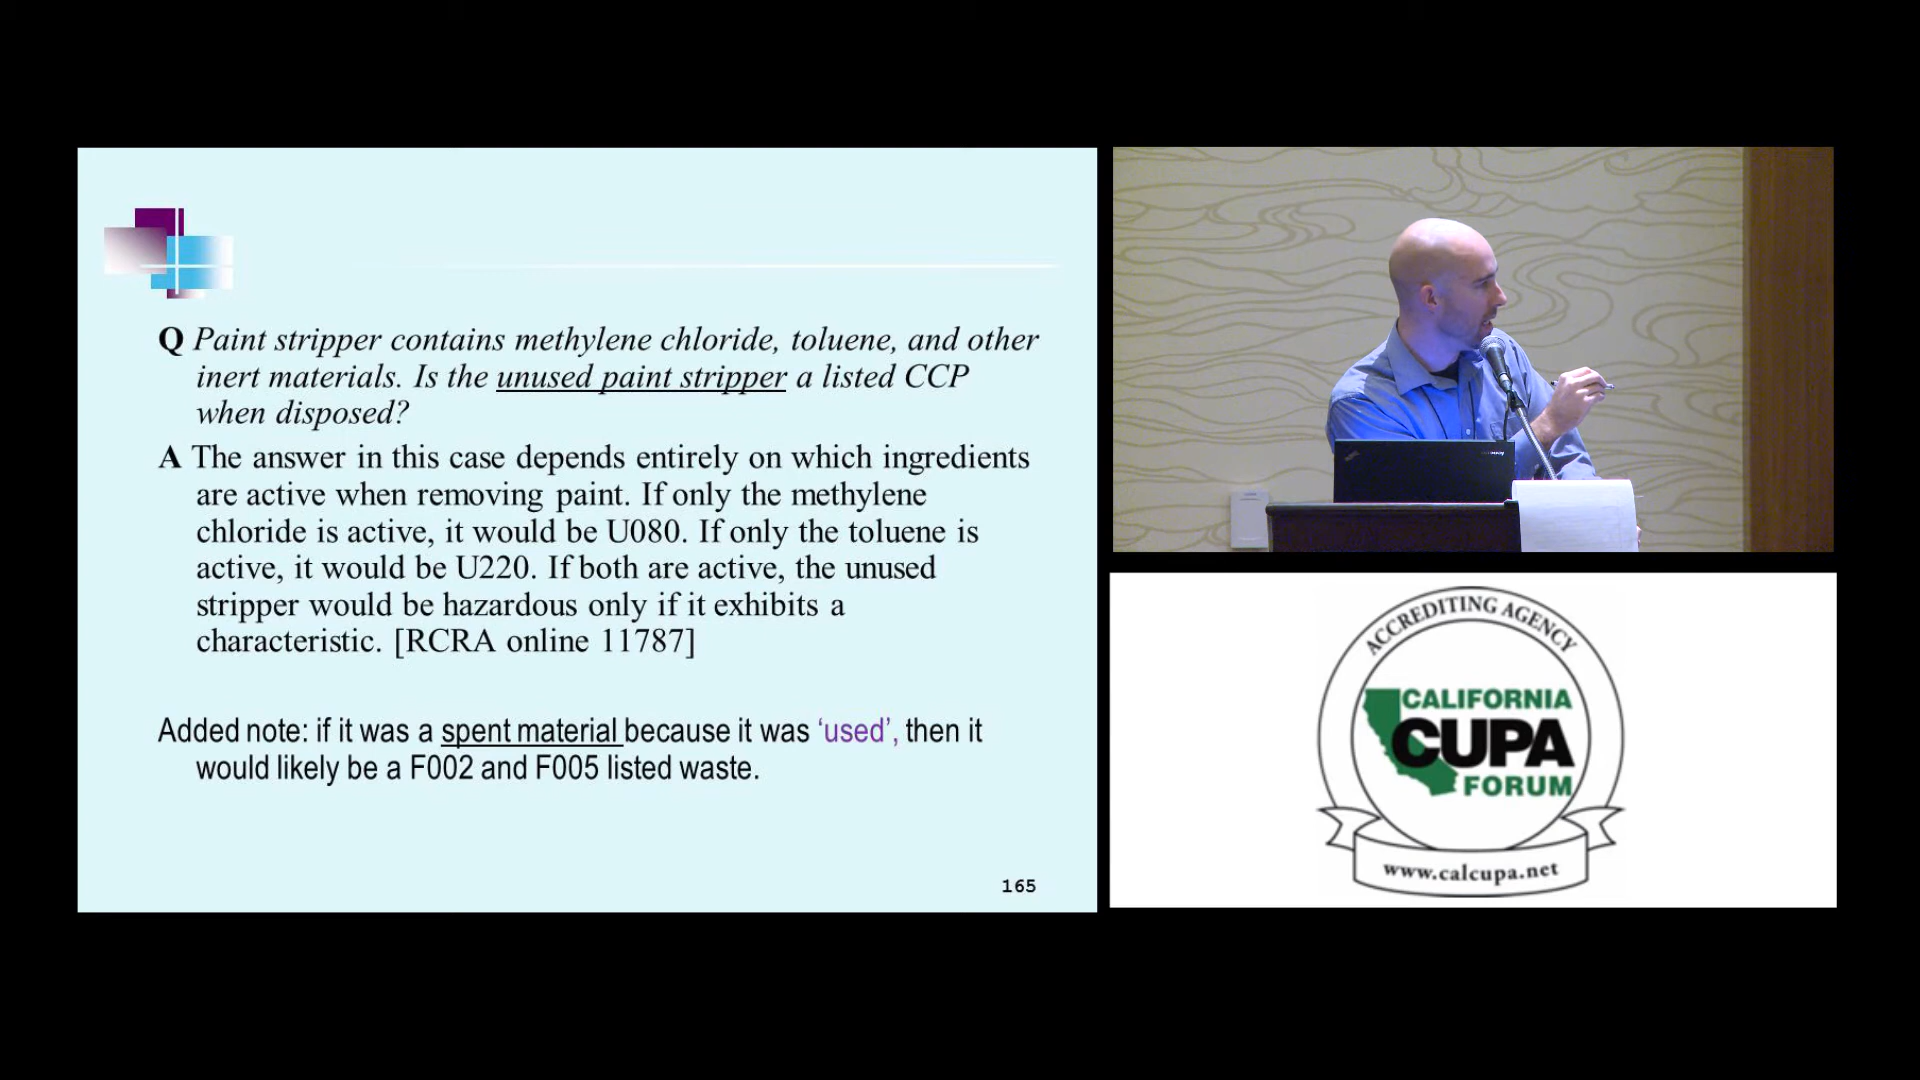 Q Paint stripper contains methylene chloride, toluene, and other
inert materials. Is the unused paint stripper a listed CCP
when disposed?
A The answer in this case depends entirely on which ingredients
are active when removing paint. If only the methylene
chloride is active, it would be U080. If only the toluene is
active, it would be U220. If both are active, the unused
stripper would be hazardous only if it exhibits a
characteristic. [RCRA online 11787]
Added note: if it was a spent material because it was ‘used’, then it
would likely be a F002 and F005 listed waste.
165
ACCREDITING AGENCY
CALIFORNIA
CUPA
FORUM
www.calcupa.net